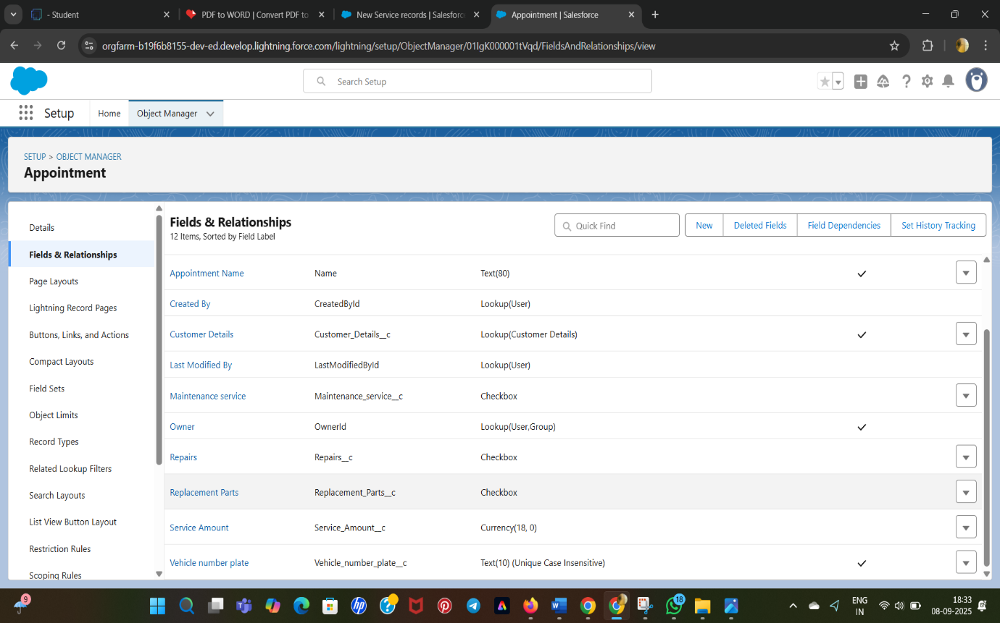 - Student
PDF to WORD | Convert PDF to
New Service records | Salesforc
Appointment | Salesforce
orgfarm-b19f6b8155-dev-ed.develop.lightning.force.com/lightning/setup/ObjectManager/01IgK000001tVqd/FieldsAndRelationships/view
Search Setup
Setup
Home
Object Manager
SETUP > OBJECT MANAGER
Appointment
Details
Fields & Relationships
Page Layouts
Lightning Record Pages
Buttons, Links, and Actions
Compact Layouts
Field Sets
Object Limits
Record Types
Related Lookup Filters
Search Layouts
List View Button Layout
Restriction Rules
Scoping Rules
Fields & Relationships
12 Items, Sorted by Field Label
Quick Find
New
Deleted Fields
Field Dependencies
Set History Tracking
Appointment Name Name Text(80)
Created By CreatedById Lookup(User)
Customer Details Customer_Details__c Lookup(Customer Details)
Last Modified By LastModifiedById Lookup(User)
Maintenance service Maintenance_service__c Checkbox
Owner OwnerId Lookup(User,Group)
Repairs Repairs__c Checkbox
Replacement Parts Replacement_Parts__c Checkbox
Service Amount Service_Amount__c Currency(18, 0)
Vehicle number plate Vehicle_number_plate__c Text(10) (Unique Case Insensitive)
9
18
ENG
IN
18:33
08-09-2025